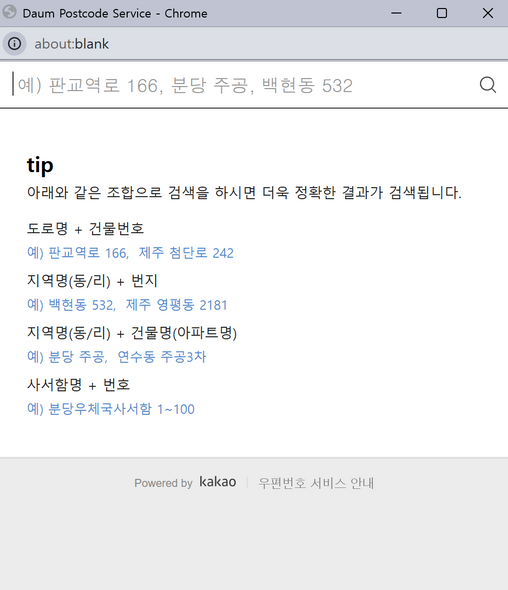 Daum Postcode Service - Chrome
about:blank
예) 판교역로 166, 분당 주공, 백현동 532
tip
아래와 같은 조합으로 검색을 하시면 더욱 정확한 결과가 검색됩니다.
도로명 + 건물번호
예) 판교역로 166, 제주 첨단로 242
지역명(동/리) + 번지
예) 백현동 532, 제주 영평동 2181
지역명(동/리) + 건물명(아파트명)
예) 분당 주공, 연수동 주공3차
사서함명 + 번호
예) 분당우체국사서함 1~100
Powered by kakao 우편번호 서비스 안내